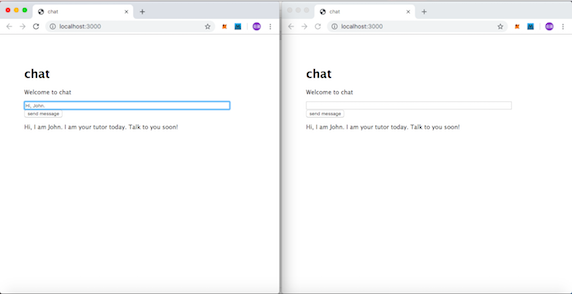 chat
localhost:3000
chat
Welcome to chat
Hi, John.
send message
Hi, I am John. I am your tutor today. Talk to you soon!
chat
localhost:3000
chat
Welcome to chat
send message
Hi, I am John. I am your tutor today. Talk to you soon!